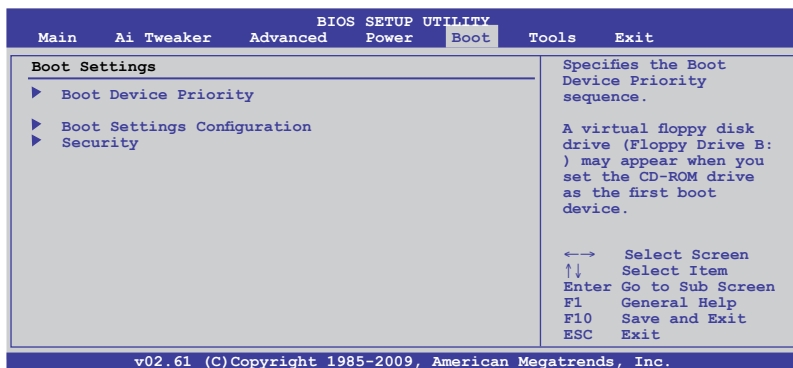 BIOS SETUP UTILITY
Main Ai Tweaker Advanced Power Boot Tools Exit
Boot Settings
Boot Device Priority
Boot Settings Configuration
Security
Specifies the Boot
Device Priority
sequence.
A virtual floppy disk
drive (Floppy Drive B:
) may appear when you
set the CD-ROM drive
as the first boot
device.
←→ Select Screen
↑↓ Select Item
Enter Go to Sub Screen
F1 General Help
F10 Save and Exit
ESC Exit
v02.61 (C)Copyright 1985-2009, American Megatrends, Inc.